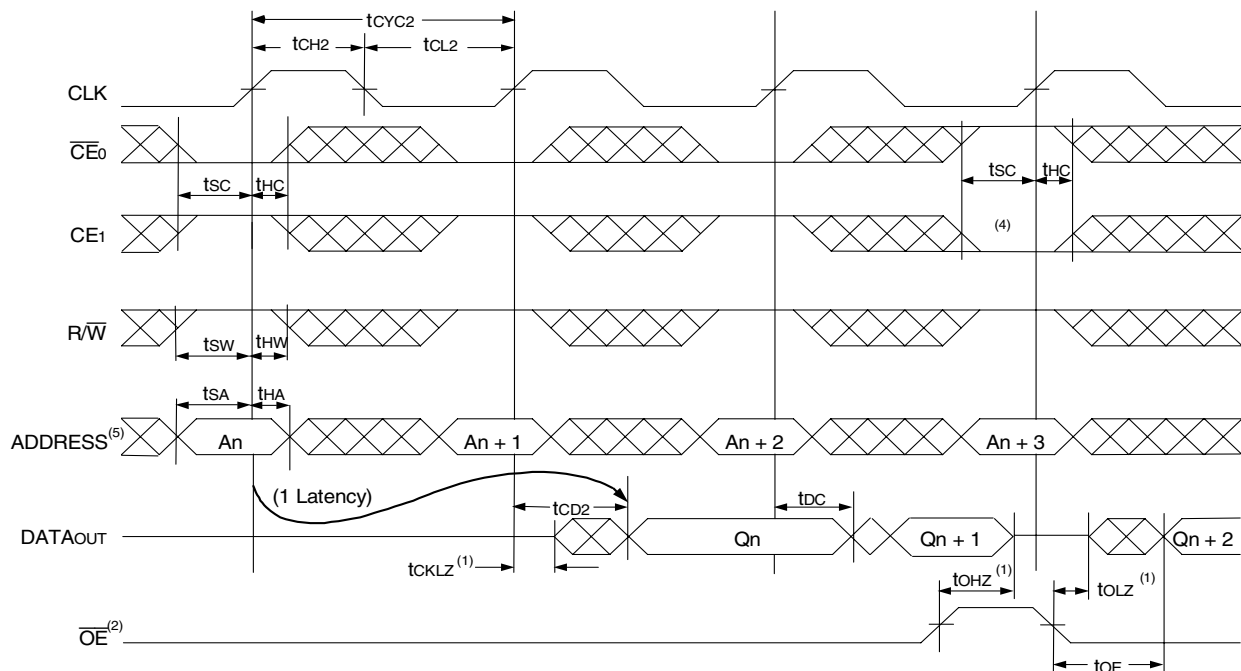 tCYC2
tCH2 tCL2
CLK
CE0
tSC tHC tSC tHC
CE1 (4)
R/W
tSW tHW
tSA tHA
ADDRESS(5) An An + 1 An + 2 An + 3
(1 Latency) tCD2 tDC
DATAOUT Qn Qn + 1 Qn + 2
tCKLZ(1) tOHZ(1) tOLZ(1)
OE(2)
tOE